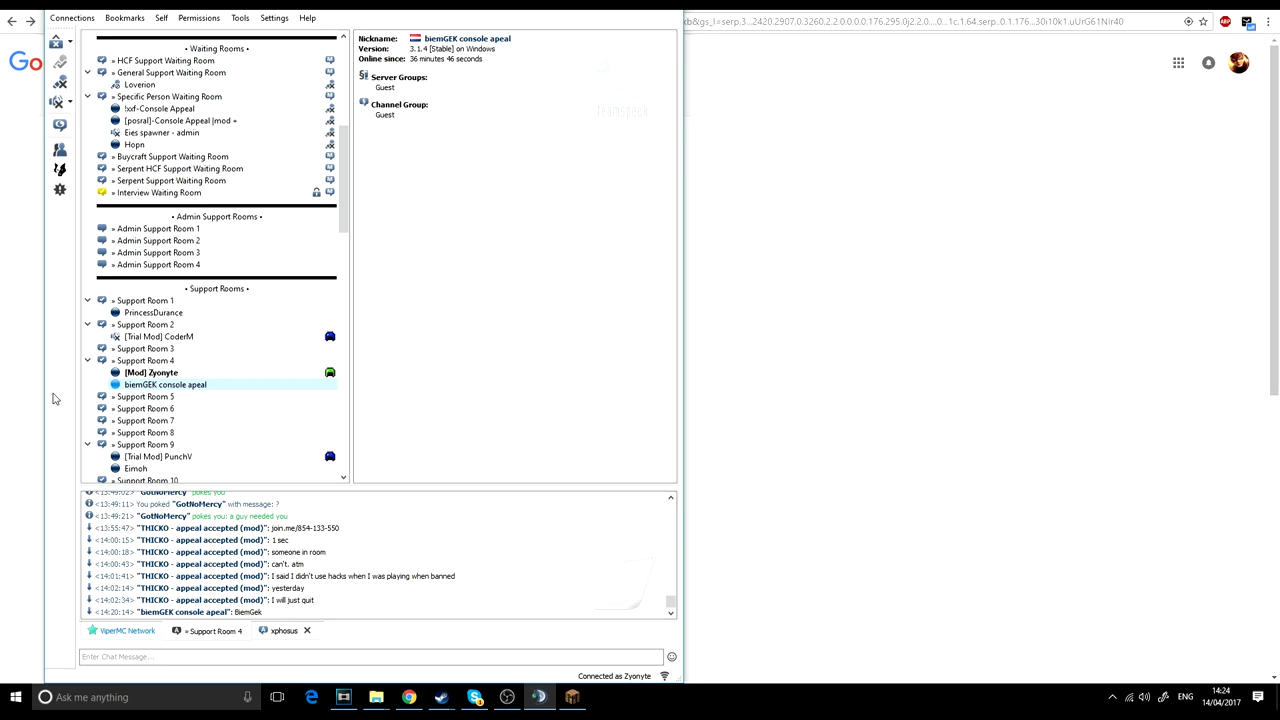 Connections Bookmarks Self Permissions Tools Settings Help
• Waiting Rooms •
» HCF Support Waiting Room
» General Support Waiting Room
Loverion
» Specific Person Waiting Room
!xxf-Console Appeal
[posral]-Console Appeal |mod +
Eies spawner - admin
Hopn
» Buycraft Support Waiting Room
» Serpent HCF Support Waiting Room
» Serpent Support Waiting Room
» Interview Waiting Room
• Admin Support Rooms •
» Admin Support Room 1
» Admin Support Room 2
» Admin Support Room 3
» Admin Support Room 4
• Support Rooms •
» Support Room 1
PrincessDurance
» Support Room 2
[Trial Mod] CoderM
» Support Room 3
» Support Room 4
[Mod] Zyonyte
biemGEK console apeal
» Support Room 5
» Support Room 6
» Support Room 7
» Support Room 8
» Support Room 9
[Trial Mod] PunchV
Eimoh
» Support Room 10
Nickname: biemGEK console apeal
Version: 3.1.4 [Stable] on Windows
Online since: 36 minutes 46 seconds
Server Groups:
Guest
Channel Group:
Guest
teamspeak
<13:49:02> "GotNoMercy" pokes you
<13:49:11> You poked "GotNoMercy" with message: ?
<13:49:21> "GotNoMercy" pokes you: a guy needed you
<13:55:47> "THICKO - appeal accepted (mod)": join.me/854-133-550
<14:00:15> "THICKO - appeal accepted (mod)": 1 sec
<14:00:18> "THICKO - appeal accepted (mod)": someone in room
<14:00:43> "THICKO - appeal accepted (mod)": can't. atm
<14:01:41> "THICKO - appeal accepted (mod)": I said I didn't use hacks when I was playing when banned
<14:02:14> "THICKO - appeal accepted (mod)": yesterday
<14:02:34> "THICKO - appeal accepted (mod)": I will just quit
<14:20:14> "biemGEK console apeal": BiemGek
ViperMC Network » Support Room 4 xphosus
Enter Chat Message...
Connected as Zyonyte
Go
Ask me anything
ENG
14:24
14/04/2017